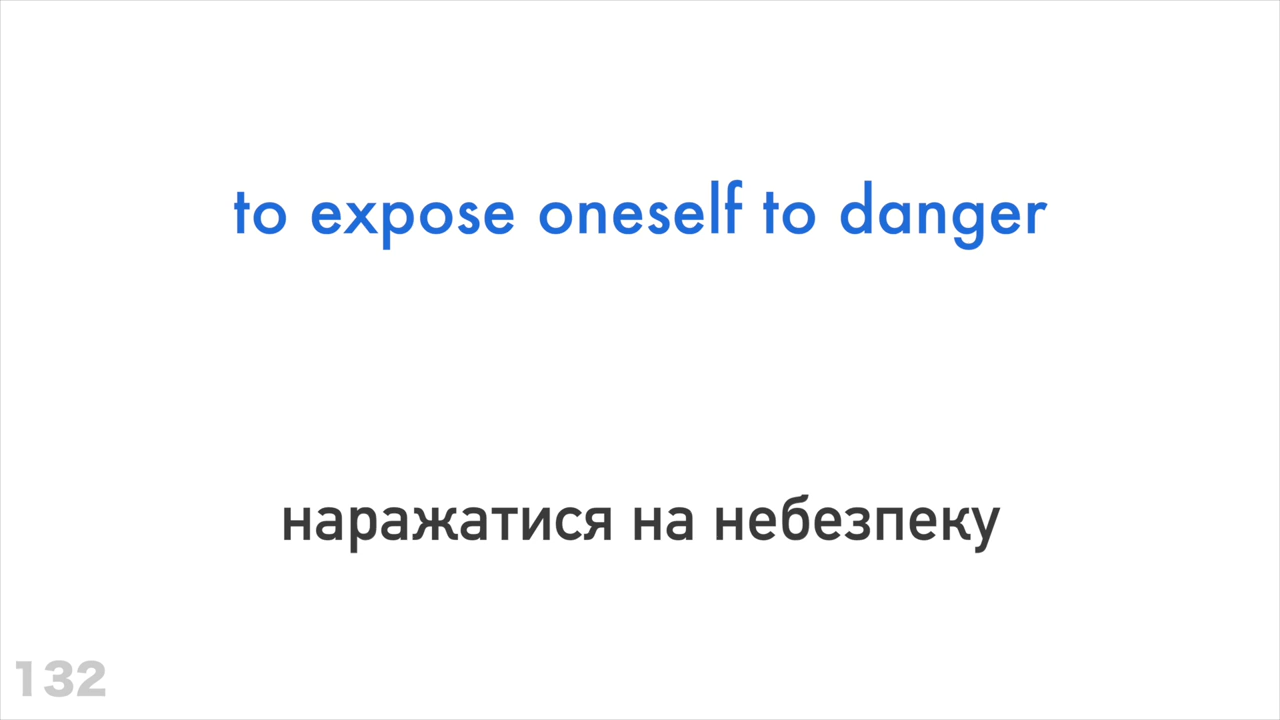 to expose oneself to danger
наражатися на небезпеку
132